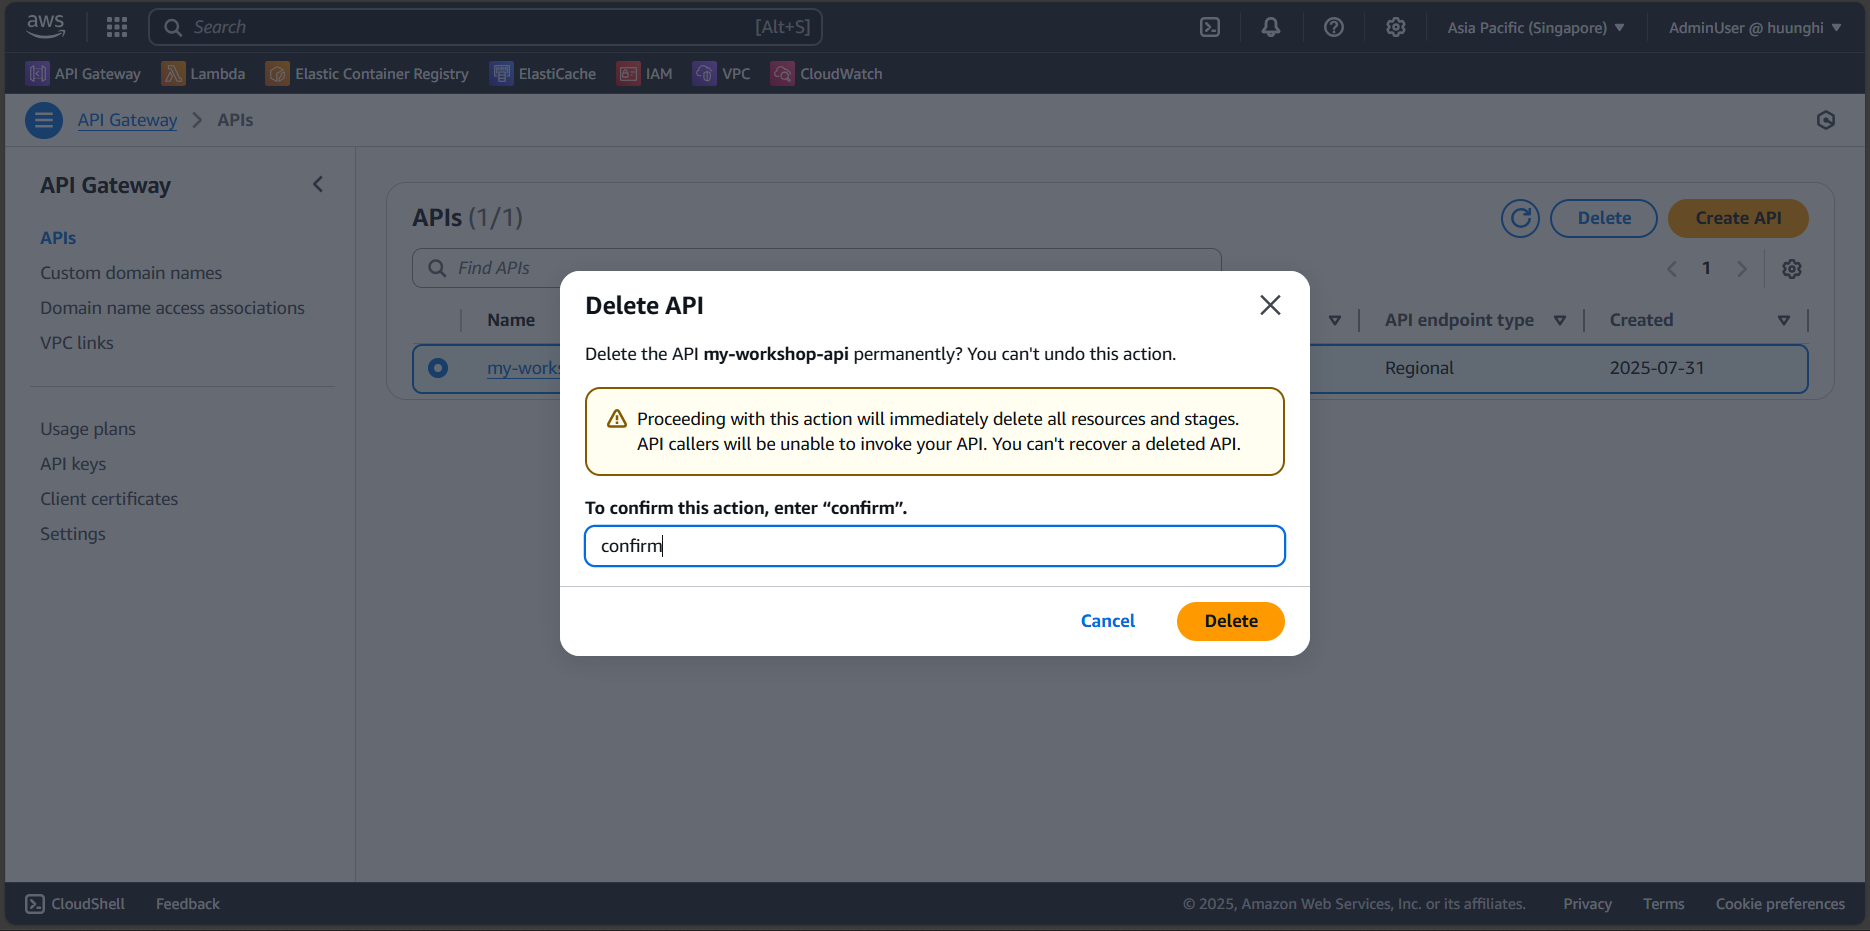 aws
Search [Alt+S]
Asia Pacific (Singapore)
AdminUser @ huunghi
API Gateway
Lambda
Elastic Container Registry
ElastiCache
IAM
VPC
CloudWatch
API Gateway
APIs
API Gateway
APIs
Custom domain names
Domain name access associations
VPC links
Usage plans
API keys
Client certificates
Settings
APIs (1/1)
Delete
Create API
Find APIs
1
Name
API endpoint type
Created
my-works
Regional
2025-07-31
Delete API
Delete the API my-workshop-api permanently? You can't undo this action.
Proceeding with this action will immediately delete all resources and stages.
API callers will be unable to invoke your API. You can't recover a deleted API.
To confirm this action, enter “confirm”.
confirm
Cancel
Delete
CloudShell
Feedback
© 2025, Amazon Web Services, Inc. or its affiliates.
Privacy
Terms
Cookie preferences